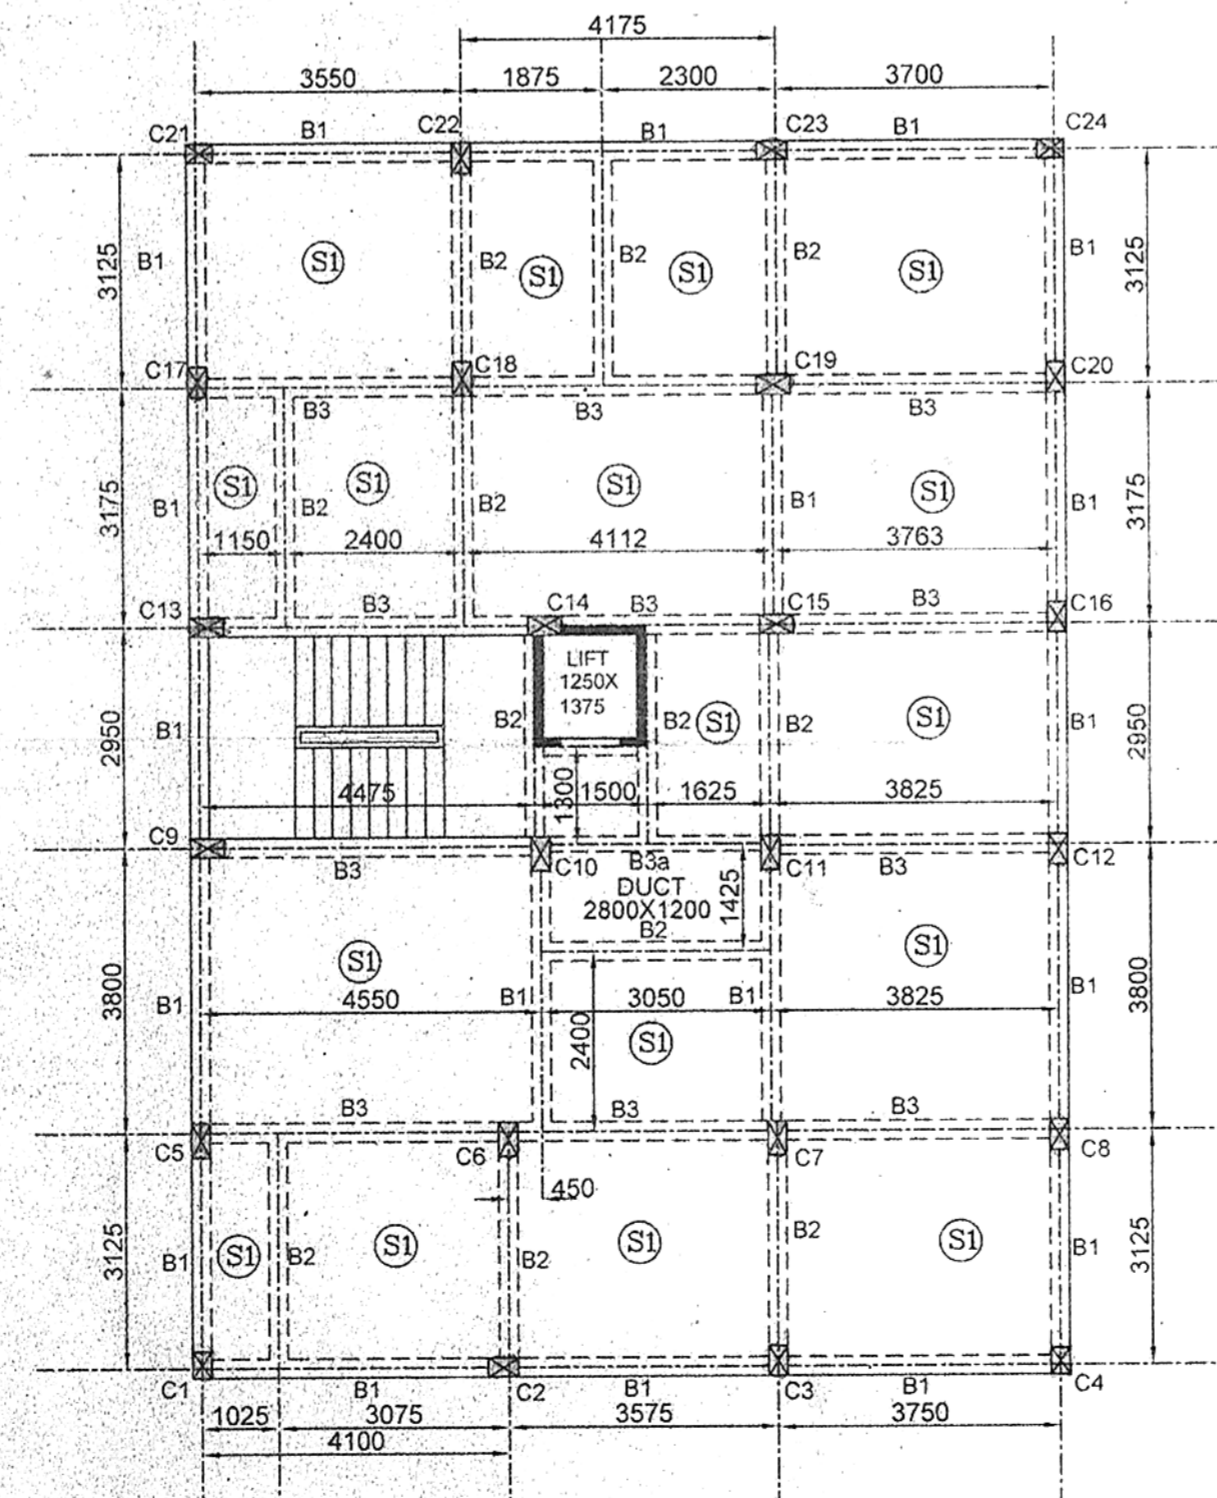 4175
3550
1875
2300
3700
C21
B1
C22
B1
C23
B1
C24
3125
B1
S1
B2
S1
B2
S1
B2
S1
B1
3125
C17
C18
C19
C20
B3
B3
B3
3175
B1
S1
S1
B2
B2
S1
B1
S1
B1
3175
1150
2400
4112
3763
C13
B3
C14
B3
C15
B3
C16
LIFT
1250X
1375
2950
B1
B2
B2
S1
B2
S1
B1
2950
4475
1300
1500
1625
3825
C9
B3
C10
B3a
C11
B3
C12
DUCT
2800X1200
1425
B2
S1
S1
3800
B1
4550
B1
3050
B1
3825
B1
3800
2400
S1
B3
B3
B3
C5
C6
C7
C8
450
3125
B1
S1
B2
S1
B2
S1
B2
S1
B1
3125
C1
B1
C2
B1
C3
B1
C4
1025
3075
3575
3750
4100